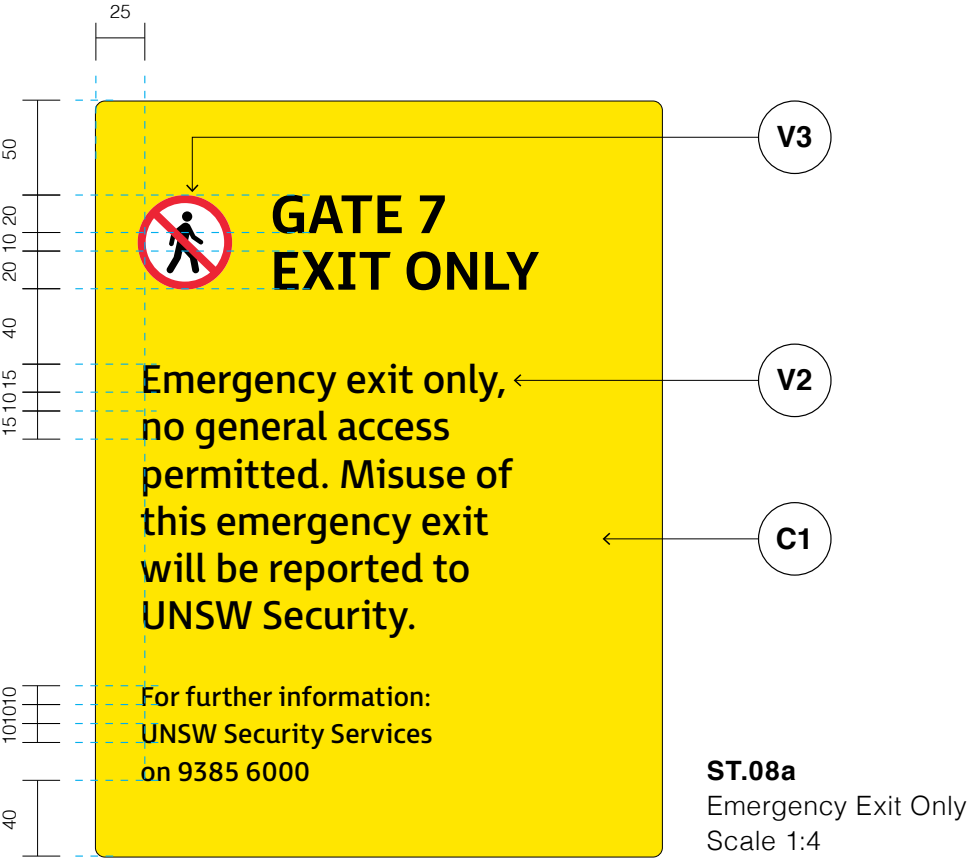 25
50
V3
GATE 7
20
10
EXIT ONLY
20
40
Emergency exit only,
V2
15
10
no general access
15
permitted. Misuse of
this emergency exit
C1
will be reported to
UNSW Security.
For further information:
10
10
UNSW Security Services
10
on 9385 6000
40
ST.08a
Emergency Exit Only
Scale 1:4